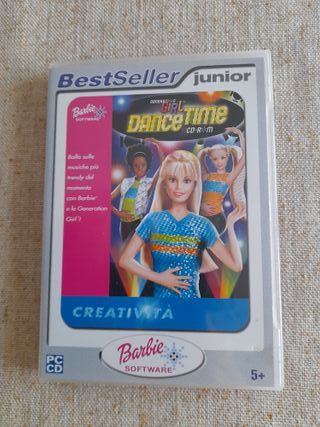 BestSeller junior
Barbie
SOFTWARE
GENERATION
GIRL
DANCE TIME
CD-ROM
Balla sulle
musiche più
trendy del
momento
con Barbie
e la Generation
Girl!
CREATIVITÀ
PC
CD
Barbie
SOFTWARE
5+